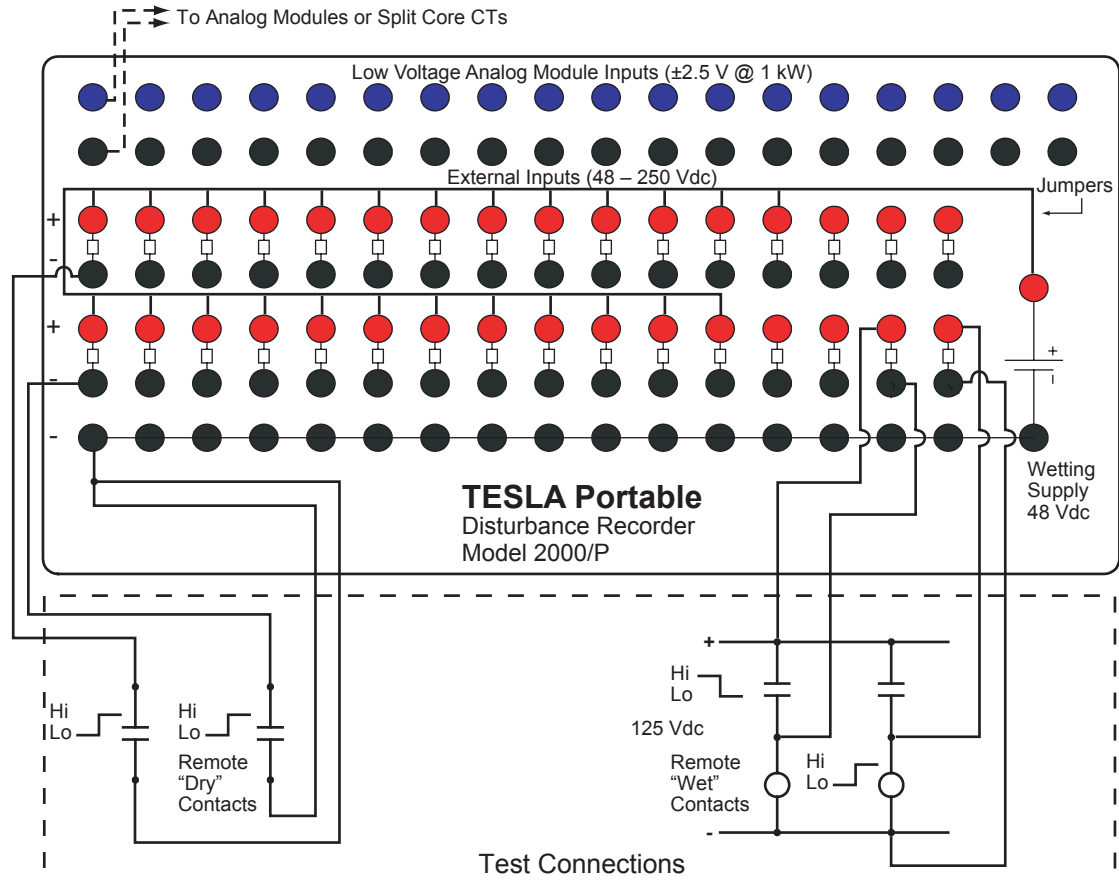 To Analog Modules or Split Core CTs
Low Voltage Analog Module Inputs (±2.5 V @ 1 kW)
External Inputs (48 – 250 Vdc)
Jumpers
+
-
+
-
-
+
-
Wetting
Supply
48 Vdc
TESLA Portable
Disturbance Recorder
Model 2000/P
Hi
Lo
Hi
Lo
Remote
“Dry”
Contacts
+
Hi
Lo
125 Vdc
Remote
“Wet”
Contacts
Hi
Lo
-
Test Connections